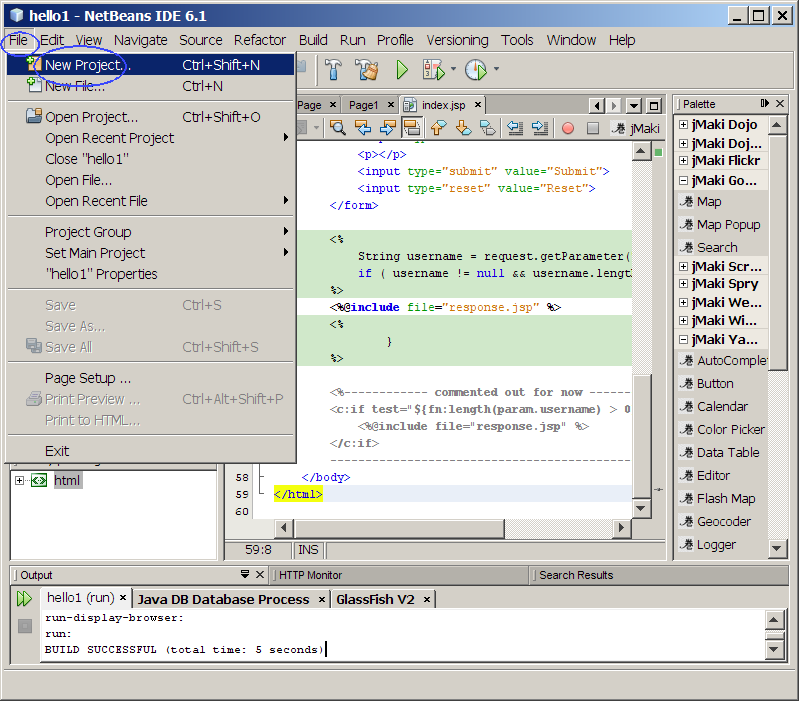 hello1 - NetBeans IDE 6.1
File Edit View Navigate Source Refactor Build Run Profile Versioning Tools Window Help
New Project... Ctrl+Shift+N
New File... Ctrl+N
Open Project... Ctrl+Shift+O
Open Recent Project
Close "hello1"
Open File...
Open Recent File
Project Group
Set Main Project
"hello1" Properties
Save Ctrl+S
Save As...
Save All Ctrl+Shift+S
Page Setup ...
Print Preview ... Ctrl+Alt+Shift+P
Print to HTML...
Exit
html
Page Page1 index.jsp
jMaki
<p></p>
<input type="submit" value="Submit">
<input type="reset" value="Reset">
</form>
<%
String username = request.getParameter(
if ( username != null && username.length
%>
<%@include file="response.jsp" %>
<%
}
%>
<%------------ commented out for now ------
<c:if test="${fn:length(param.username) > 0
<%@include file="response.jsp" %>
</c:if>
58 </body>
59 </html>
60
59:8 INS
Palette
jMaki Dojo
jMaki Doj...
jMaki Flickr
jMaki Go...
Map
Map Popup
Search
jMaki Scr...
jMaki Spry
jMaki We...
jMaki Wi...
jMaki Ya...
AutoComplet
Button
Calendar
Color Picker
Data Table
Editor
Flash Map
Geocoder
Logger
Output HTTP Monitor Search Results
hello1 (run) Java DB Database Process GlassFish V2
run-display-browser:
run:
BUILD SUCCESSFUL (total time: 5 seconds)